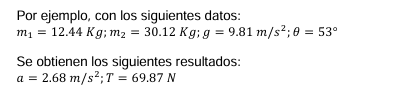 Por ejemplo, con los siguientes datos:
m₁ = 12.44 Kg; m₂ = 30.12 Kg; g = 9.81 m/s²; θ = 53°
Se obtienen los siguientes resultados:
a = 2.68 m/s²; T = 69.87 N